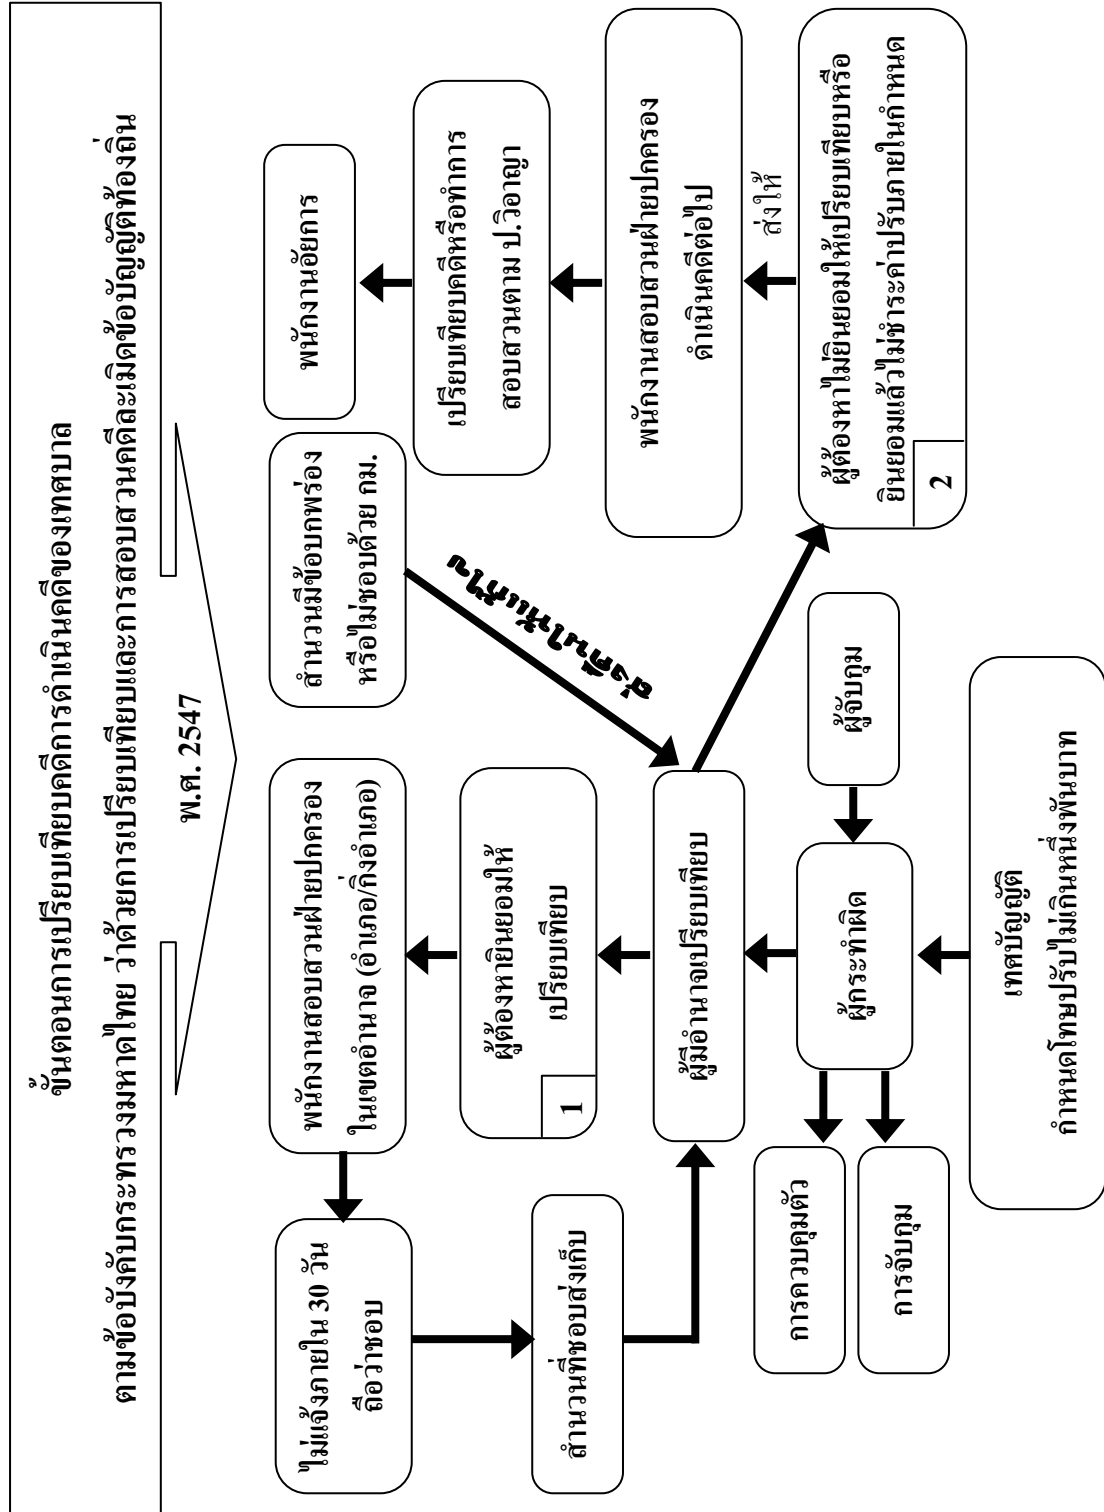 ขั้นตอนการเปรียบเทียบคดีการดำเนินคดีของเทศบาล
ตามข้อบังคับกระทรวงมหาดไทย ว่าด้วยการเปรียบเทียบและการสอบสวนคดีละเมิดข้อบัญญัติท้องถิ่น
พ.ศ. 2547
ไม่แจ้งภายใน 30 วัน
ถือว่าชอบ
พนักงานสอบสวนฝ่ายปกครอง
ในเขตอำนาจ (อำเภอ/กิ่งอำเภอ)
สำนวนมีข้อบกพร่อง
หรือไม่ชอบด้วย กม.
พนักงานอัยการ
สำนวนที่ชอบส่งเก็บ
ผู้ต้องหายินยอมให้
เปรียบเทียบ
1
ส่งคืนให้แก้ไข
เปรียบเทียบคดีหรือทำการ
สอบสวนตาม ป.วิอาญา
ผู้มีอำนาจเปรียบเทียบ
พนักงานสอบสวนฝ่ายปกครอง
ดำเนินคดีต่อไป
ส่งให้
การควบคุมตัว
การจับกุม
ผู้กระทำผิด
ผู้จับกุม
ผู้ต้องหาไม่ยินยอมให้เปรียบเทียบหรือ
ยินยอมแล้วไม่ชำระค่าปรับภายในกำหนด
2
เทศบัญญัติ
กำหนดโทษปรับไม่เกินหนึ่งพันบาท